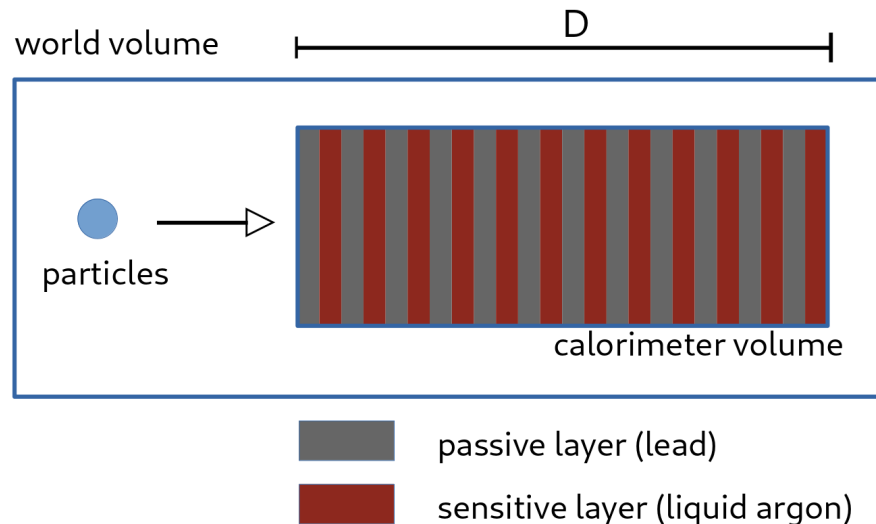 D
world volume
particles
calorimeter volume
passive layer (lead)
sensitive layer (liquid argon)